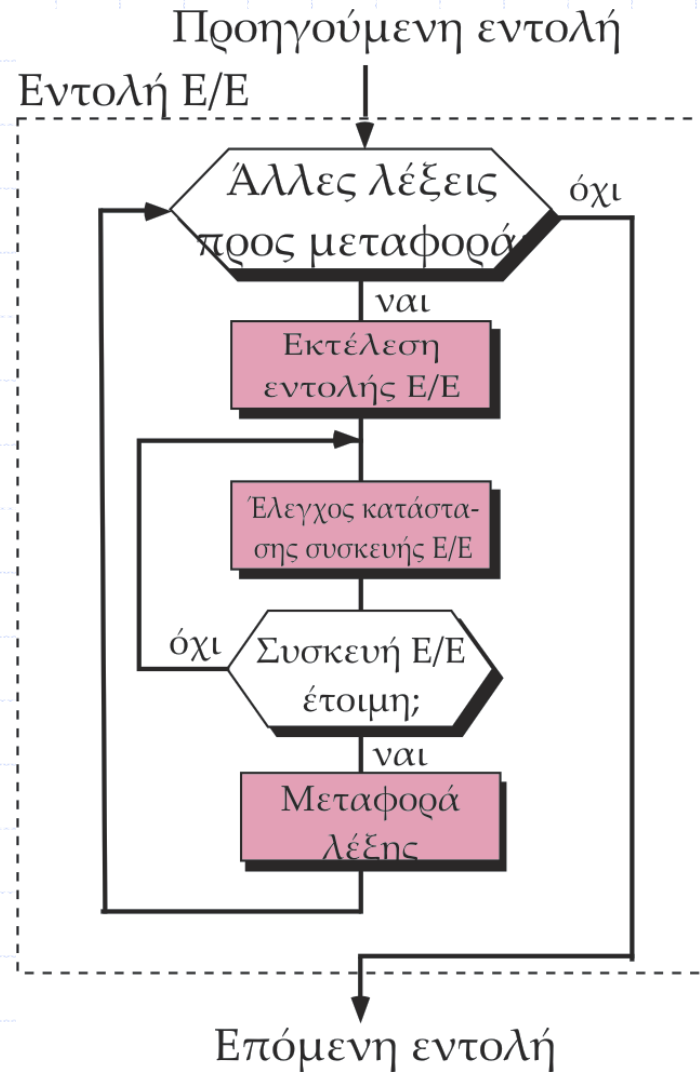 Προηγούμενη εντολή
Εντολή Ε/Ε
Άλλες λέξεις
προς μεταφορά
όχι
ναι
Εκτέλεση
εντολής Ε/Ε
Έλεγχος κατάστα-
σης συσκευής Ε/Ε
όχι
Συσκευή Ε/Ε
έτοιμη;
ναι
Μεταφορά
λέξης
Επόμενη εντολή